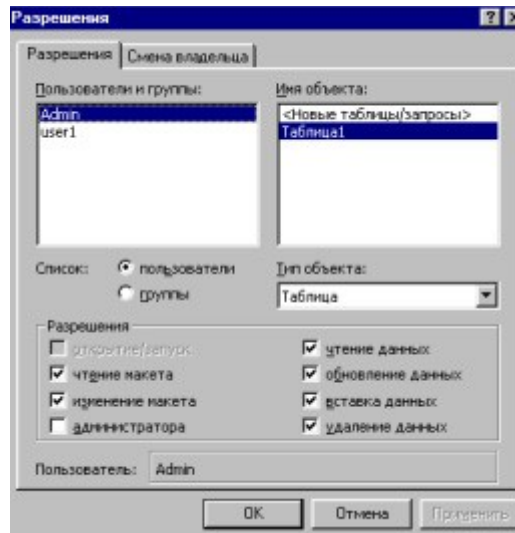 Разрешения
Разрешения Смена владельца
Пользователи и группы: Имя объекта:
Admin <Новые таблицы/запросы>
user1 Таблица1
Список: пользователи Тип объекта:
группы Таблица
Разрешения
открытие/запуск чтение данных
чтение макета обновление данных
изменение макета вставка данных
администратора удаление данных
Пользователь: Admin
OK Отмена Применить